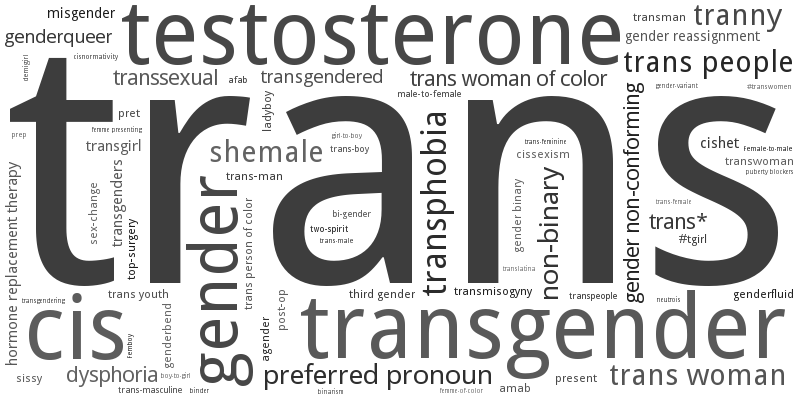 misgender
testosterone
transman
tranny
genderqueer
gender reassignment
demigirl
cisnormativity
transsexual
afab
transgendered
trans woman of color
trans people
ladyboy
male-to-female
gender-variant
#transwomen
trans
prep
pret
femme presenting
transgirl
shemale
girl-to-boy
trans-boy
transphobia
trans-feminine
cissexism
gender non-conforming
cishet
female-to-male
transwoman
puberty blockers
hormone replacement therapy
sex-change
transgenders
top-surgery
trans-man
gender
trans person of color
bi-gender
two-spirit
trans-male
gender binary
non-binary
trans-female
trans*
#tgirl
translatina
transgendering
trans youth
third gender
transmisogyny
transpeople
neutrois
genderfluid
cis
femboy
genderbend
agender
post-op
transgender
sissy
dysphoria
boy-to-girl
trans-masculine
binder
preferred pronoun
binarism
femme-of-color
amab
present
trans woman